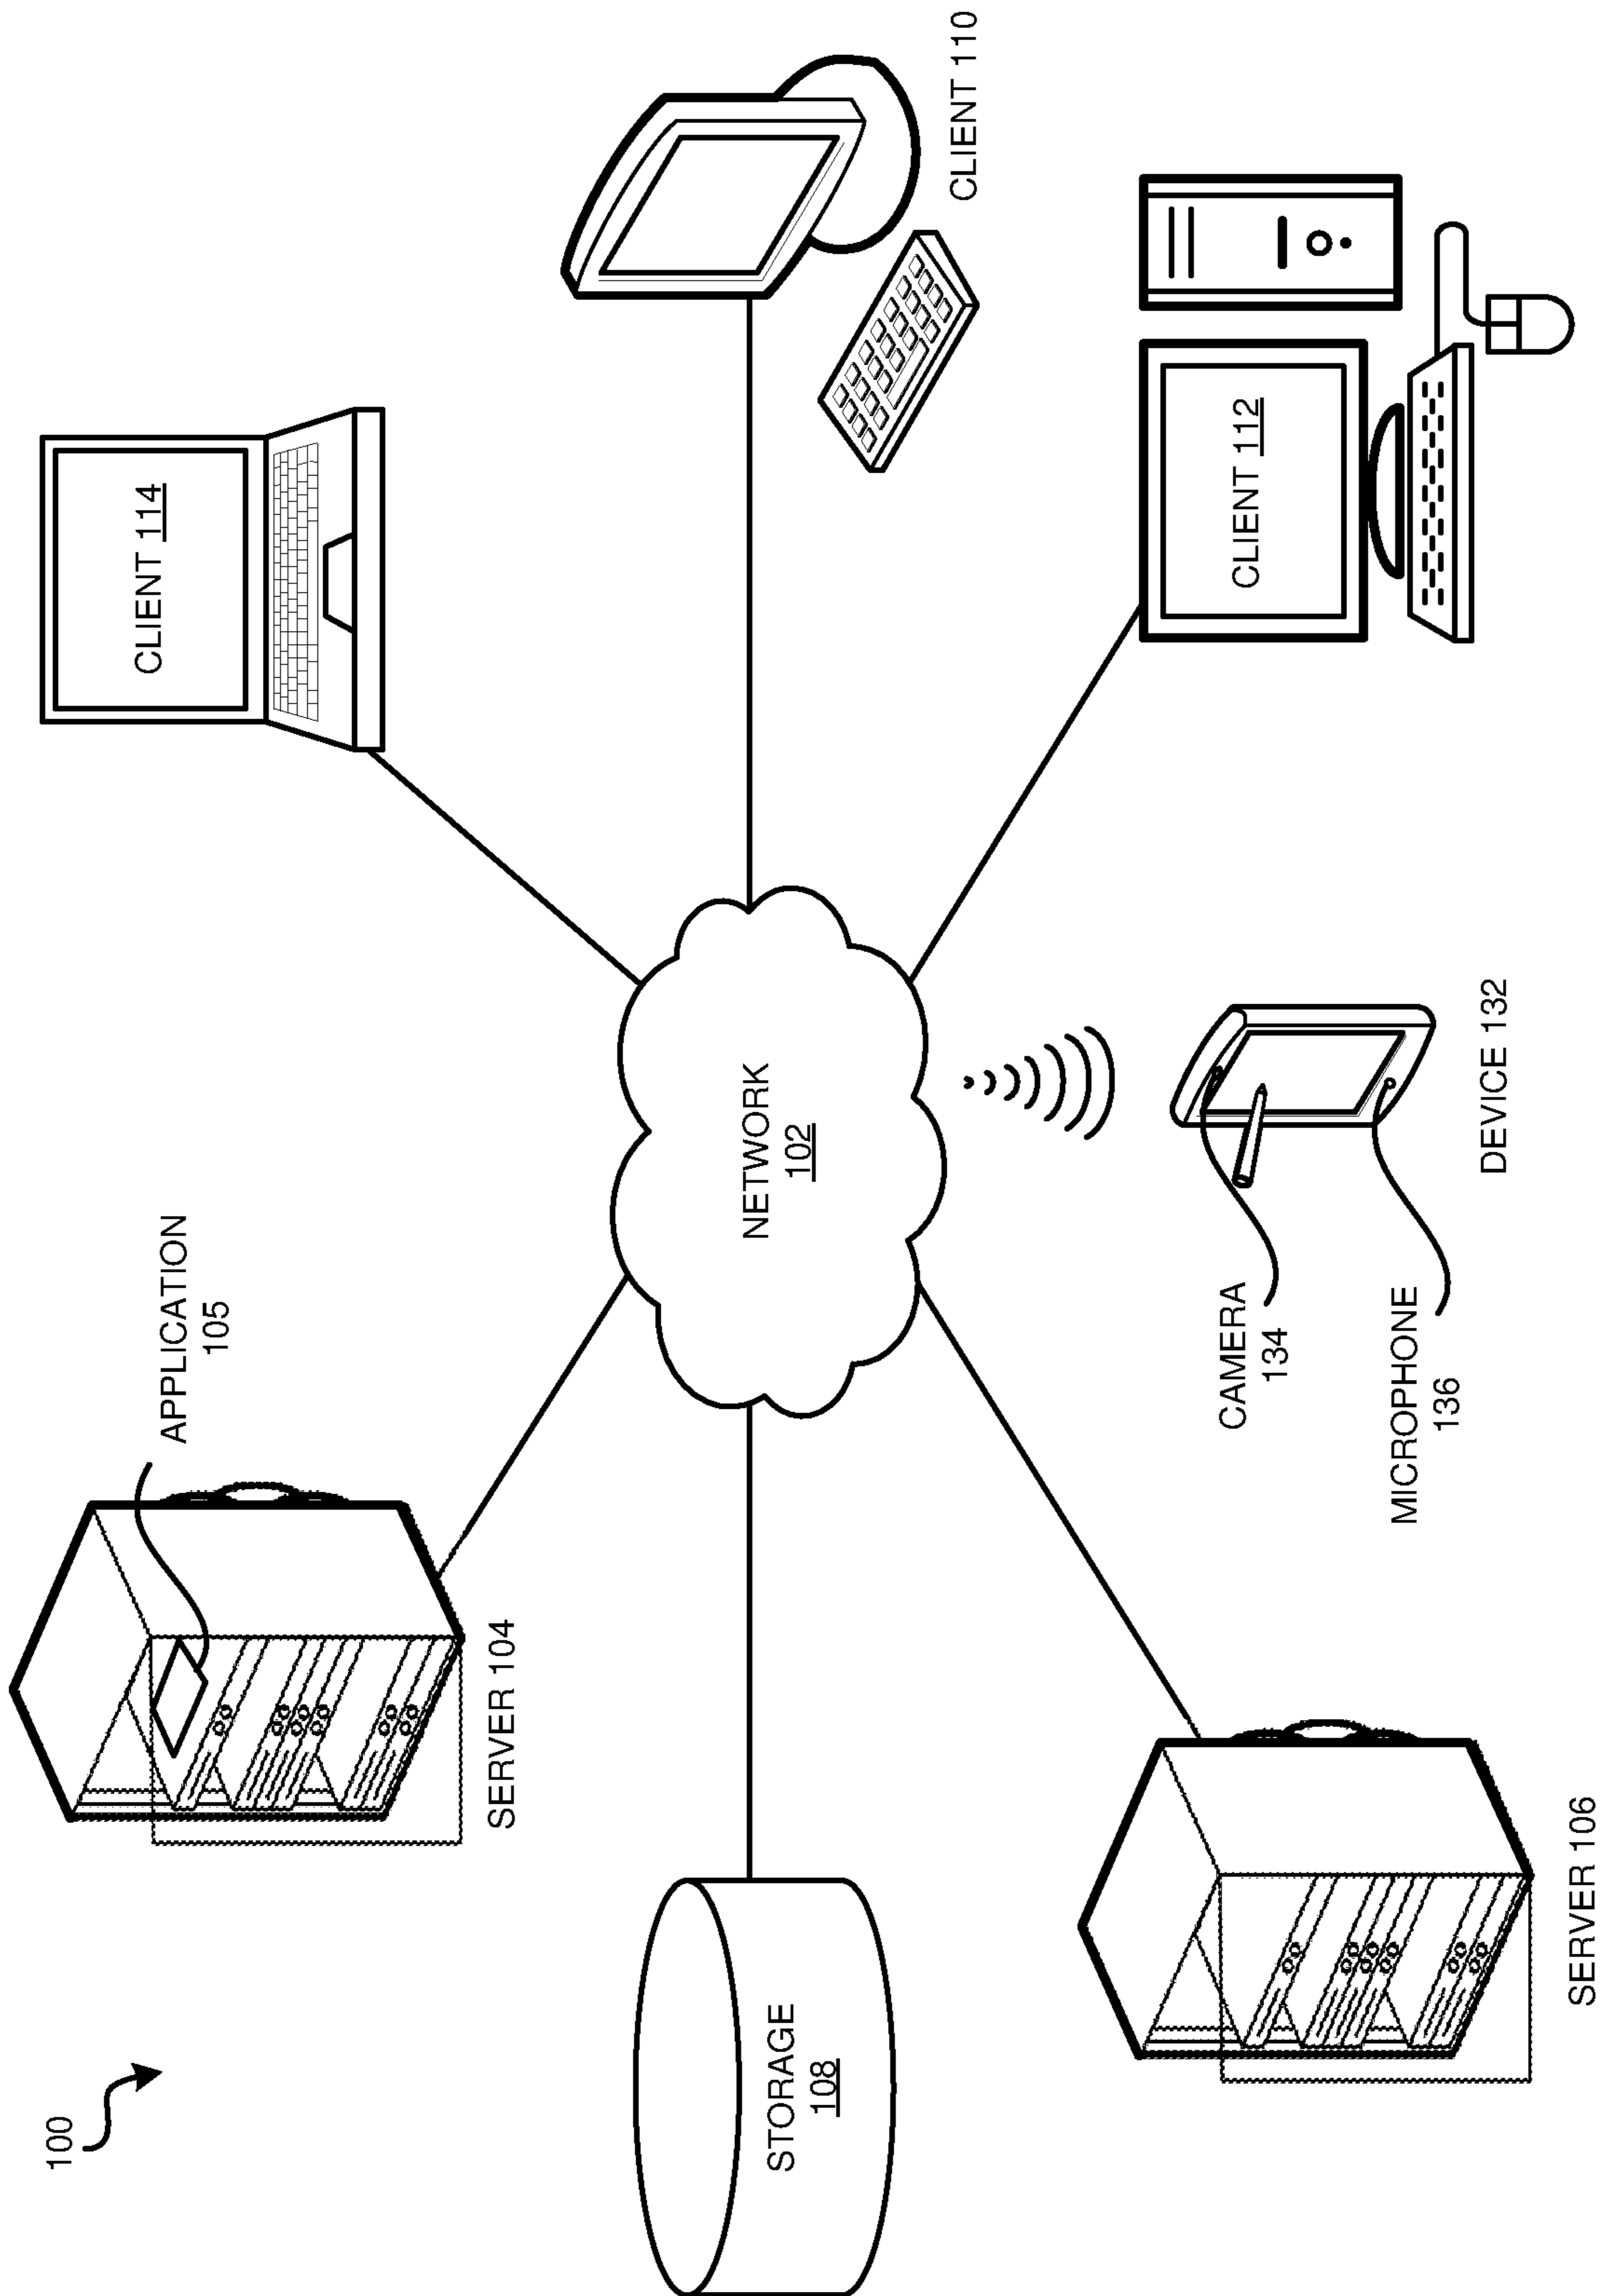 100
APPLICATION
105
SERVER 104
CLIENT 114
STORAGE
108
NETWORK
102
CLIENT 110
CAMERA
134
MICROPHONE
136
DEVICE 132
CLIENT 112
SERVER 106